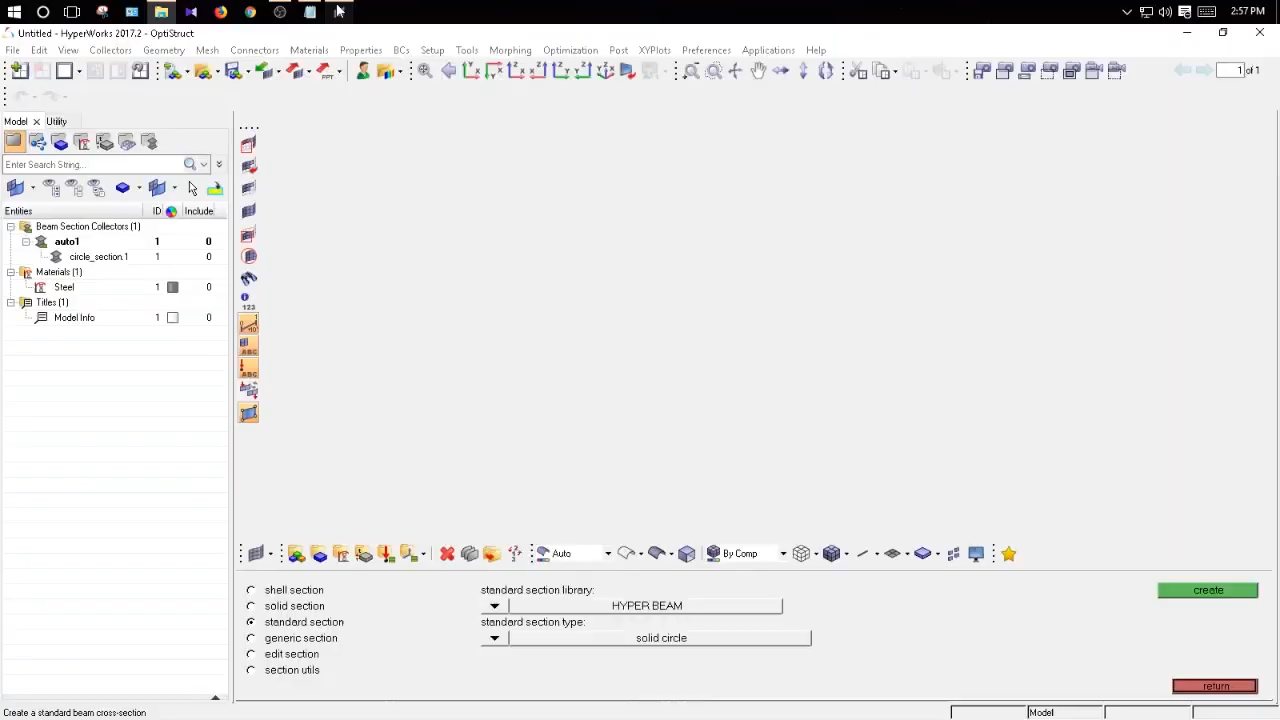 2:57 PM
Untitled - HyperWorks 2017.2 - OptiStruct
File Edit View Collectors Geometry Mesh Connectors Materials Properties BCs Setup Tools Morphing Optimization Post XYPlots Preferences Applications Help
1 of 1
Model Utility
Enter Search String...
Entities ID Include
Beam Section Collectors (1)
auto1 1 0
circle_section.1 1 0
Materials (1)
Steel 1 0
Titles (1)
Model Info 1 0
123
ABC
ABC
Auto By Comp
shell section
solid section
standard section
generic section
edit section
section utils
standard section library:
HYPER BEAM
standard section type:
solid circle
create
return
Create a standard beam cross-section
Model